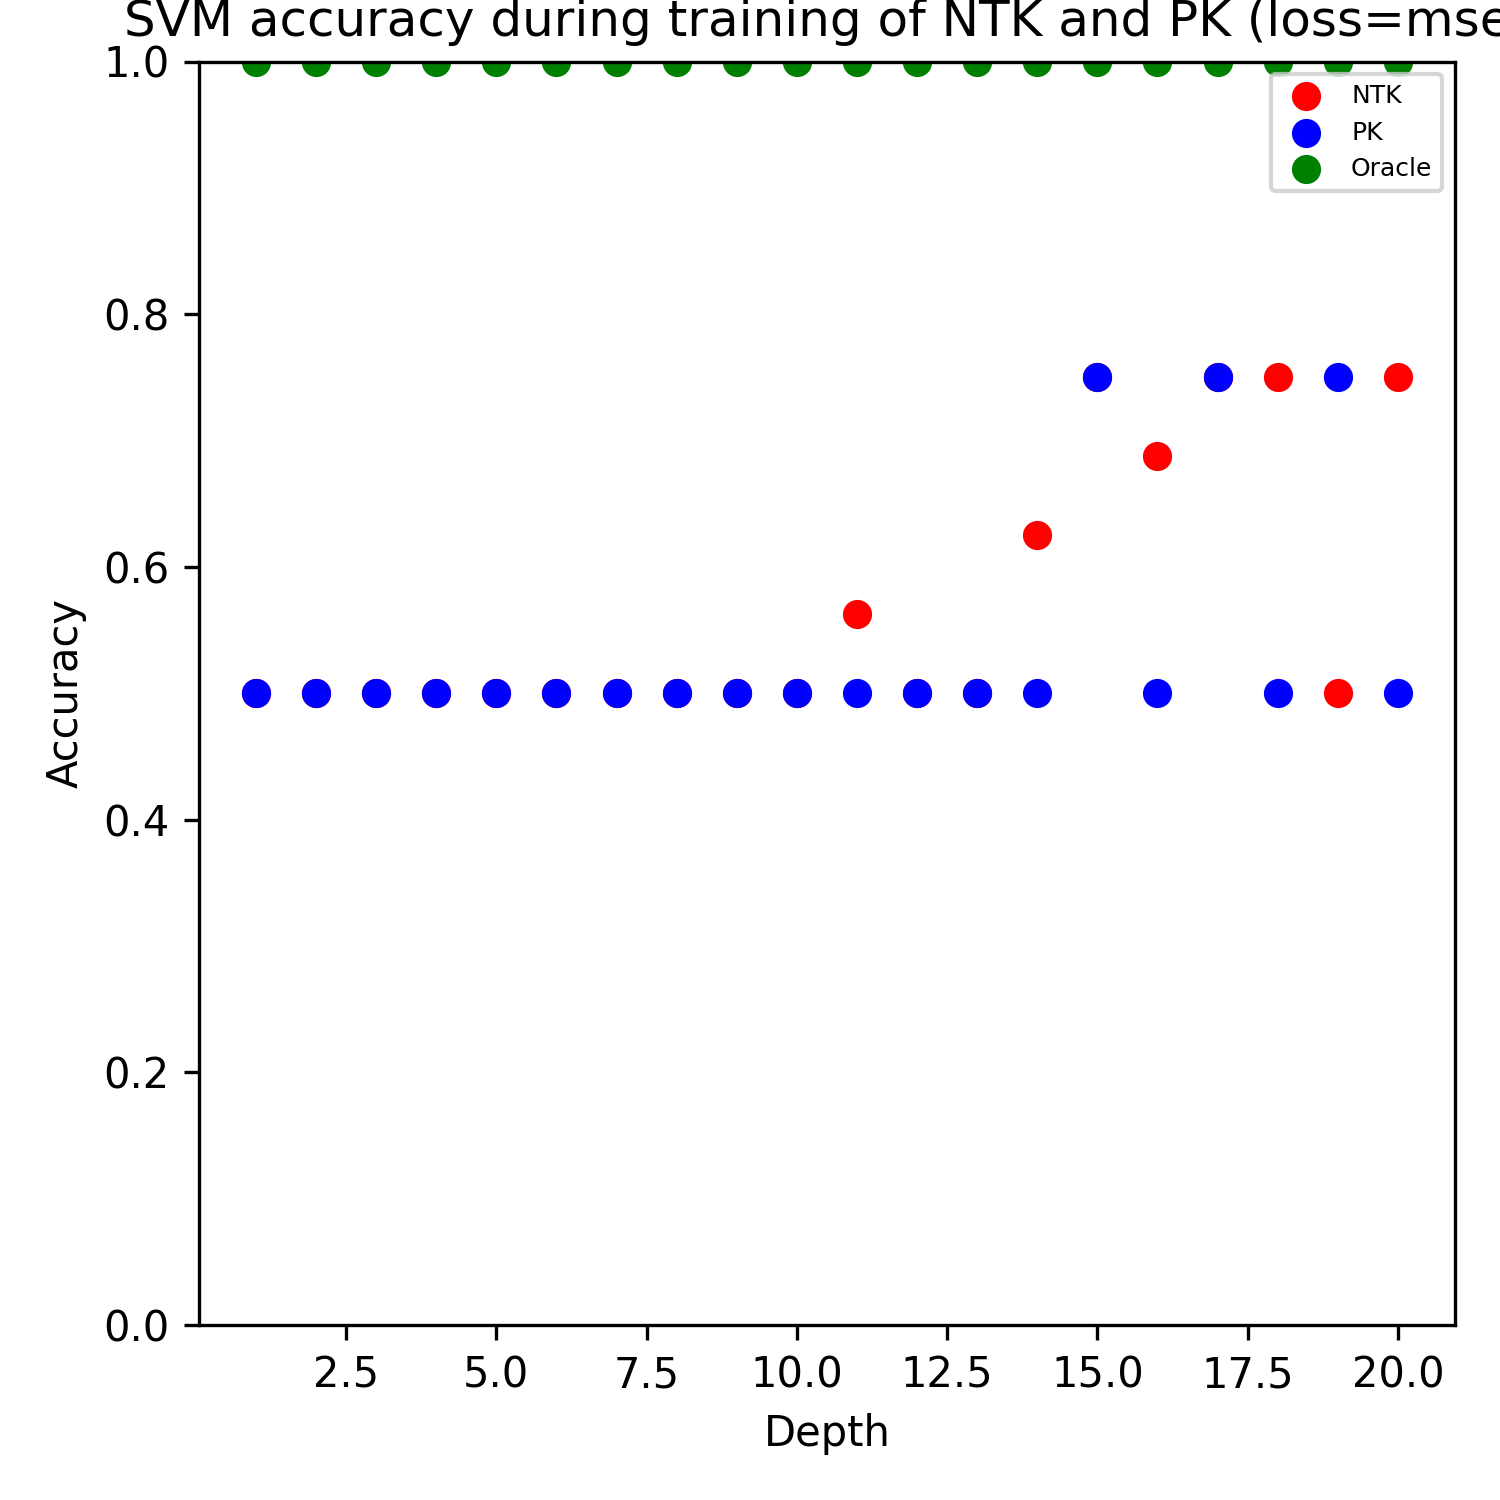 SVM accuracy during training of NTK and PK (loss=mse
1.0
0.8
0.6
0.4
0.2
0.0
Accuracy
NTK
PK
Oracle
2.5 5.0 7.5 10.0 12.5 15.0 17.5 20.0
Depth